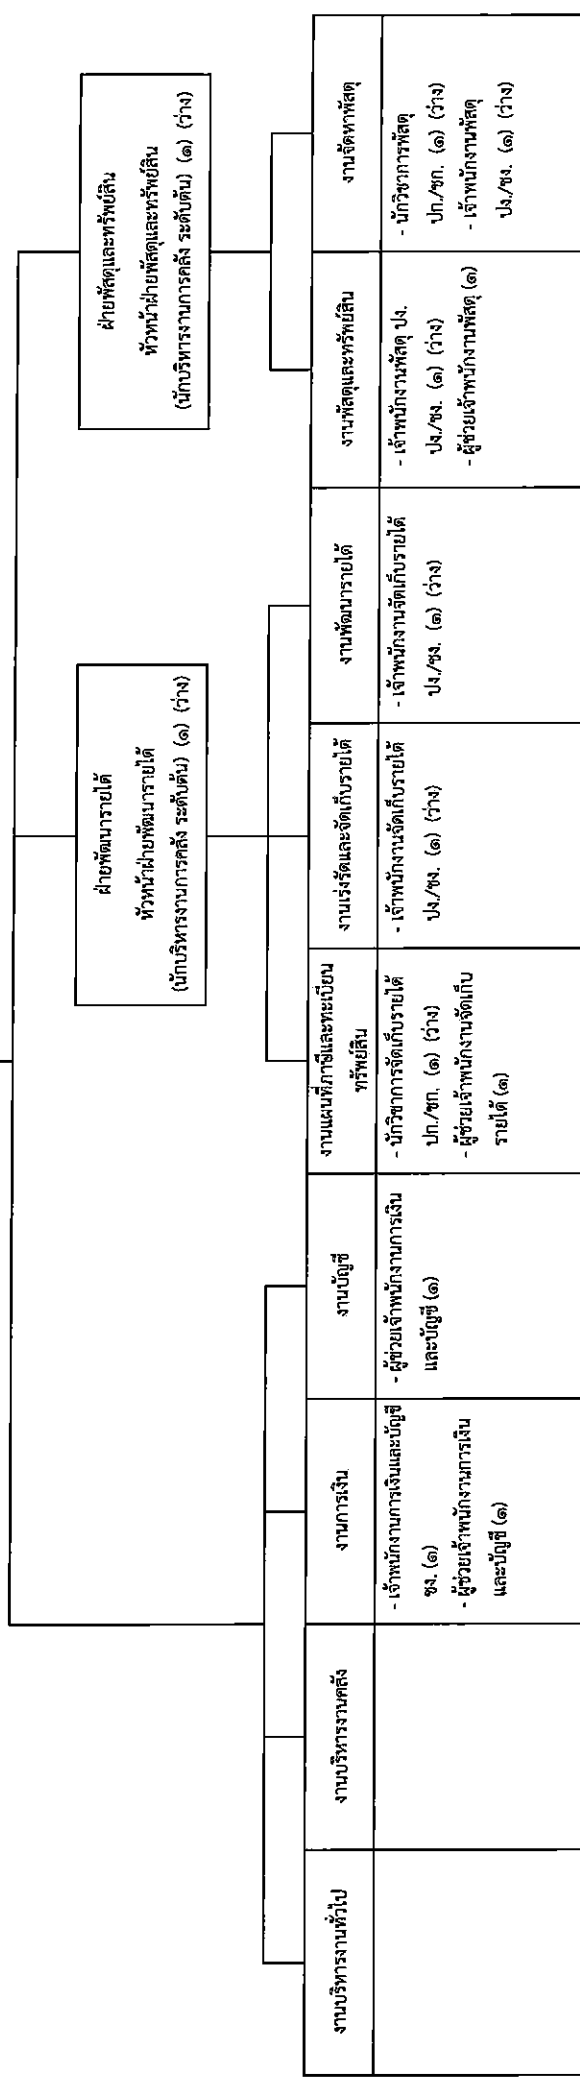 ฝ่ายพัฒนารายได้
หัวหน้าฝ่ายพัฒนารายได้
(นักบริหารงานการคลัง ระดับต้น) (๑) (ว่าง)
ฝ่ายพัสดุและทรัพย์สิน
หัวหน้าฝ่ายพัสดุและทรัพย์สิน
(นักบริหารงานการคลัง ระดับต้น) (๑) (ว่าง)
งานบริหารงานทั่วไป
งานบริหารงานคลัง
งานการเงิน
- เจ้าพนักงานการเงินและบัญชี
ชง. (๑)
- ผู้ช่วยเจ้าพนักงานการเงิน
และบัญชี (๑)
งานบัญชี
- ผู้ช่วยเจ้าพนักงานการเงิน
และบัญชี (๑)
งานแผนที่ภาษีและทะเบียน
ทรัพย์สิน
- นักวิชาการจัดเก็บรายได้
ปก./ชก. (๑) (ว่าง)
- ผู้ช่วยเจ้าพนักงานจัดเก็บ
รายได้ (๑)
งานเร่งรัดและจัดเก็บรายได้
- เจ้าพนักงานจัดเก็บรายได้
ปง./ชง. (๑) (ว่าง)
งานพัฒนารายได้
- เจ้าพนักงานจัดเก็บรายได้
ปง./ชง. (๑) (ว่าง)
งานพัสดุและทรัพย์สิน
- เจ้าพนักงานพัสดุ ปง.
ปง./ชง. (๑) (ว่าง)
- ผู้ช่วยเจ้าพนักงานพัสดุ (๑)
งานจัดหาพัสดุ
- นักวิชาการพัสดุ
ปก./ชก. (๑) (ว่าง)
- เจ้าพนักงานพัสดุ
ปง./ชง. (๑) (ว่าง)